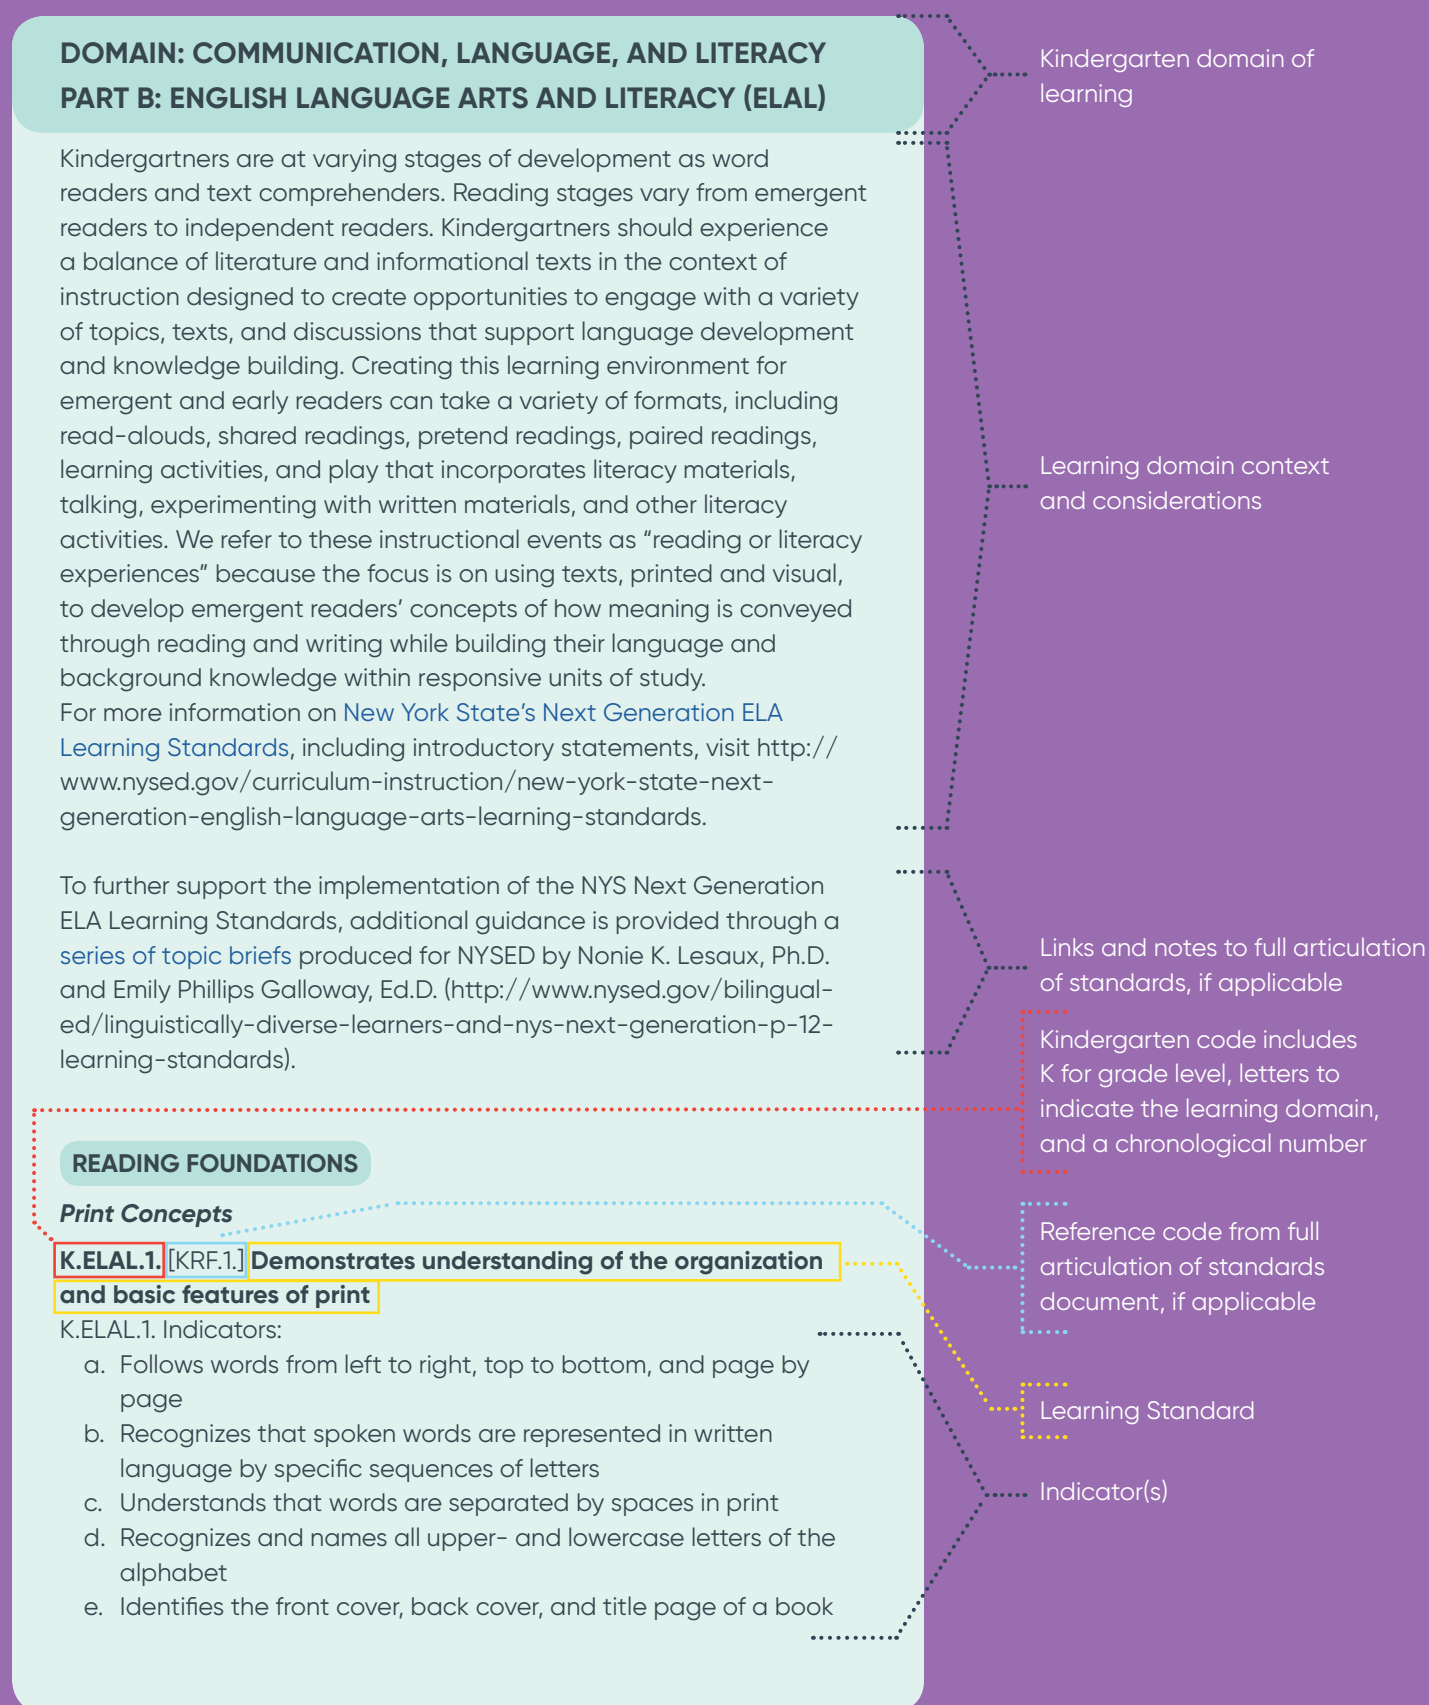 DOMAIN: COMMUNICATION, LANGUAGE, AND LITERACY
PART B: ENGLISH LANGUAGE ARTS AND LITERACY (ELAL)
Kindergartners are at varying stages of development as word
readers and text comprehenders. Reading stages vary from emergent
readers to independent readers. Kindergartners should experience
a balance of literature and informational texts in the context of
instruction designed to create opportunities to engage with a variety
of topics, texts, and discussions that support language development
and knowledge building. Creating this learning environment for
emergent and early readers can take a variety of formats, including
read-alouds, shared readings, pretend readings, paired readings,
learning activities, and play that incorporates literacy materials,
talking, experimenting with written materials, and other literacy
activities. We refer to these instructional events as “reading or literacy
experiences” because the focus is on using texts, printed and visual,
to develop emergent readers’ concepts of how meaning is conveyed
through reading and writing while building their language and
background knowledge within responsive units of study.
For more information on New York State’s Next Generation ELA
Learning Standards, including introductory statements, visit http://
www.nysed.gov/curriculum-instruction/new-york-state-next-
generation-english-language-arts-learning-standards.
To further support the implementation of the NYS Next Generation
ELA Learning Standards, additional guidance is provided through a
series of topic briefs produced for NYSED by Nonie K. Lesaux, Ph.D.
and Emily Phillips Galloway, Ed.D. (http://www.nysed.gov/bilingual-
ed/linguistically-diverse-learners-and-nys-next-generation-p-12-
learning-standards).
READING FOUNDATIONS
Print Concepts
K.ELAL.1. [KRF.1.] Demonstrates understanding of the organization
and basic features of print
K.ELAL.1. Indicators:
a. Follows words from left to right, top to bottom, and page by
page
b. Recognizes that spoken words are represented in written
language by specific sequences of letters
c. Understands that words are separated by spaces in print
d. Recognizes and names all upper- and lowercase letters of the
alphabet
e. Identifies the front cover, back cover, and title page of a book
Kindergarten domain of
learning
Learning domain context
and considerations
Links and notes to full articulation
of standards, if applicable
Kindergarten code includes
K for grade level, letters to
indicate the learning domain,
and a chronological number
Reference code from full
articulation of standards
document, if applicable
Learning Standard
Indicator(s)